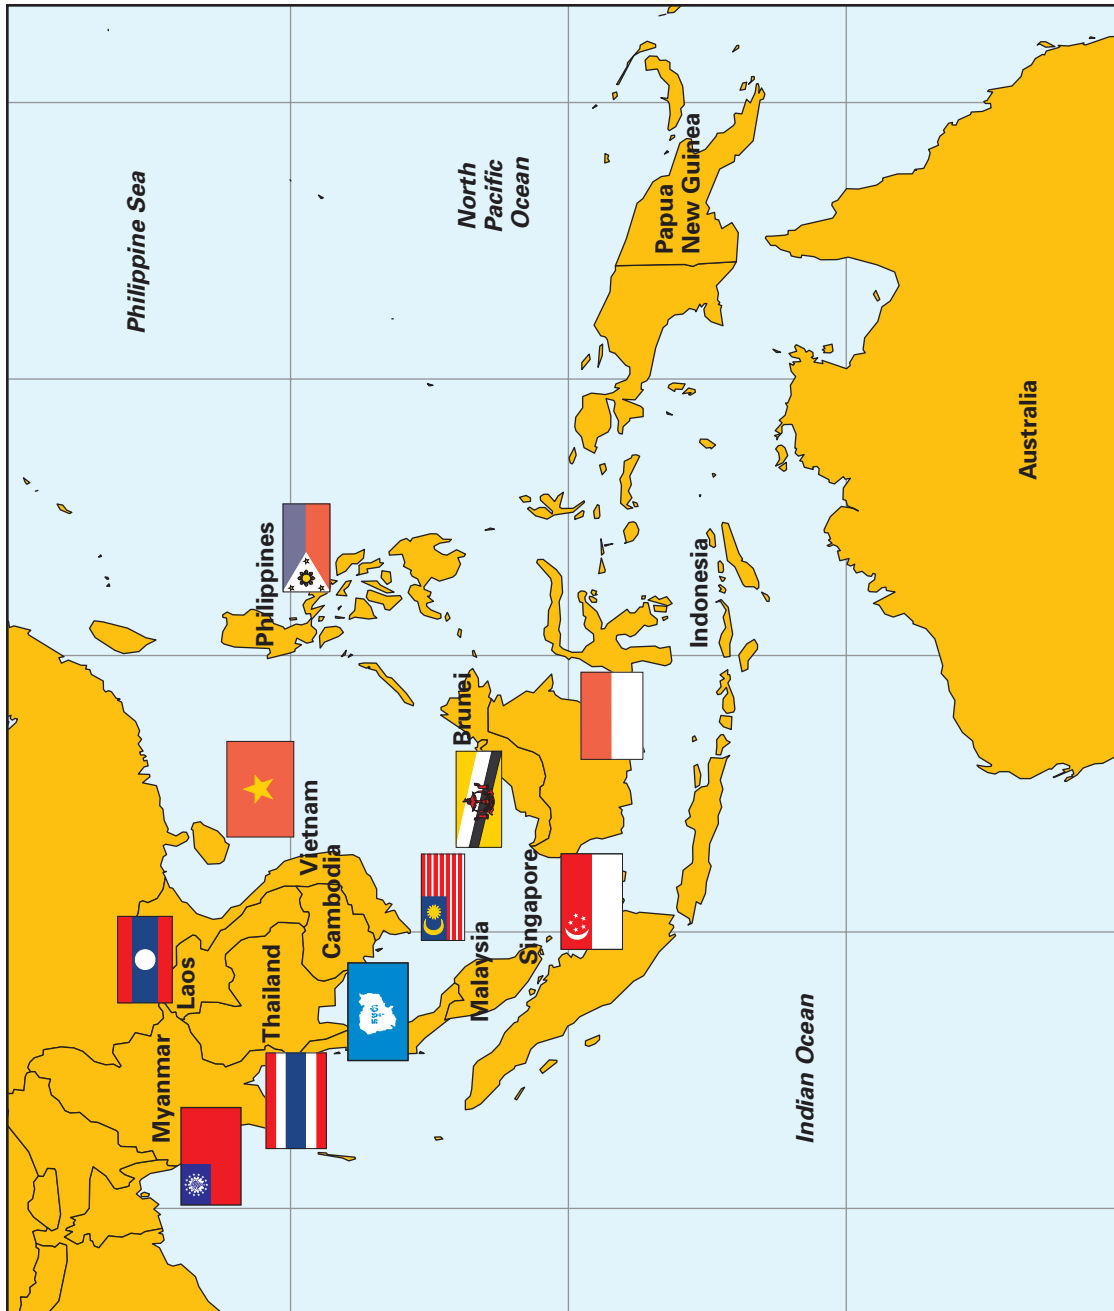 Philippine Sea
North
Pacific
Ocean
Philippines
Myanmar
Laos
Thailand
Vietnam
Cambodia
Brunei
Malaysia
Singapore
Indonesia
Papua
New Guinea
Indian Ocean
Australia